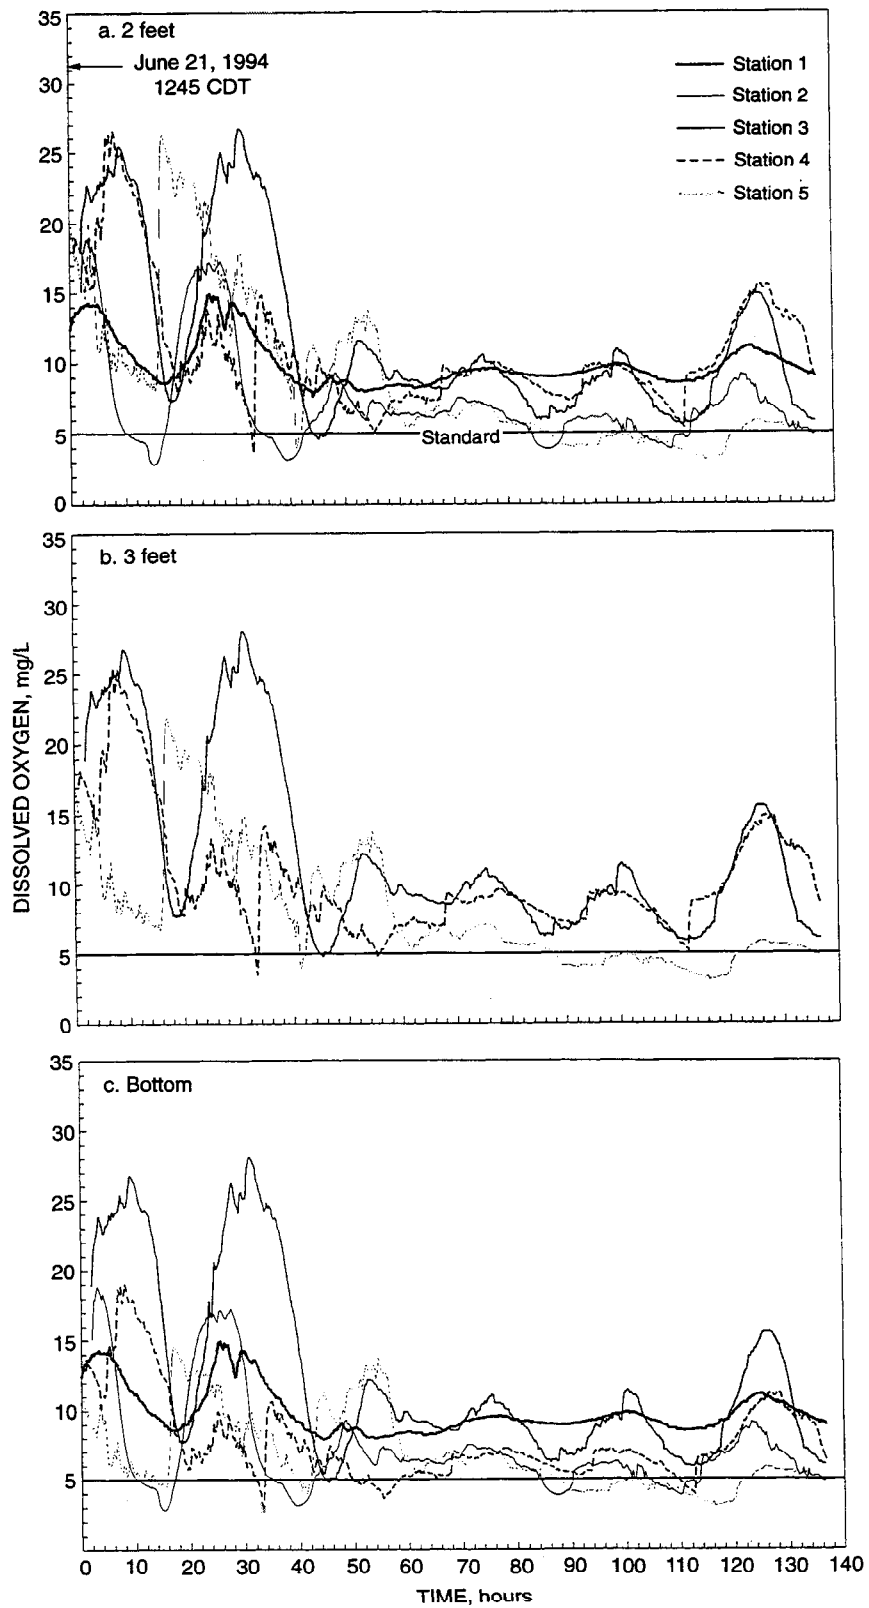 35
a. 2 feet
June 21, 1994
1245 CDT
30
25
20
15
10
5
0
Station 1
Station 2
Station 3
Station 4
Station 5
Standard
DISSOLVED OXYGEN, mg/L
35
b. 3 feet
30
25
20
15
10
5
0
35
c. Bottom
30
25
20
15
10
5
0 10 20 30 40 50 60 70 80 90 100 110 120 130 140
TIME, hours